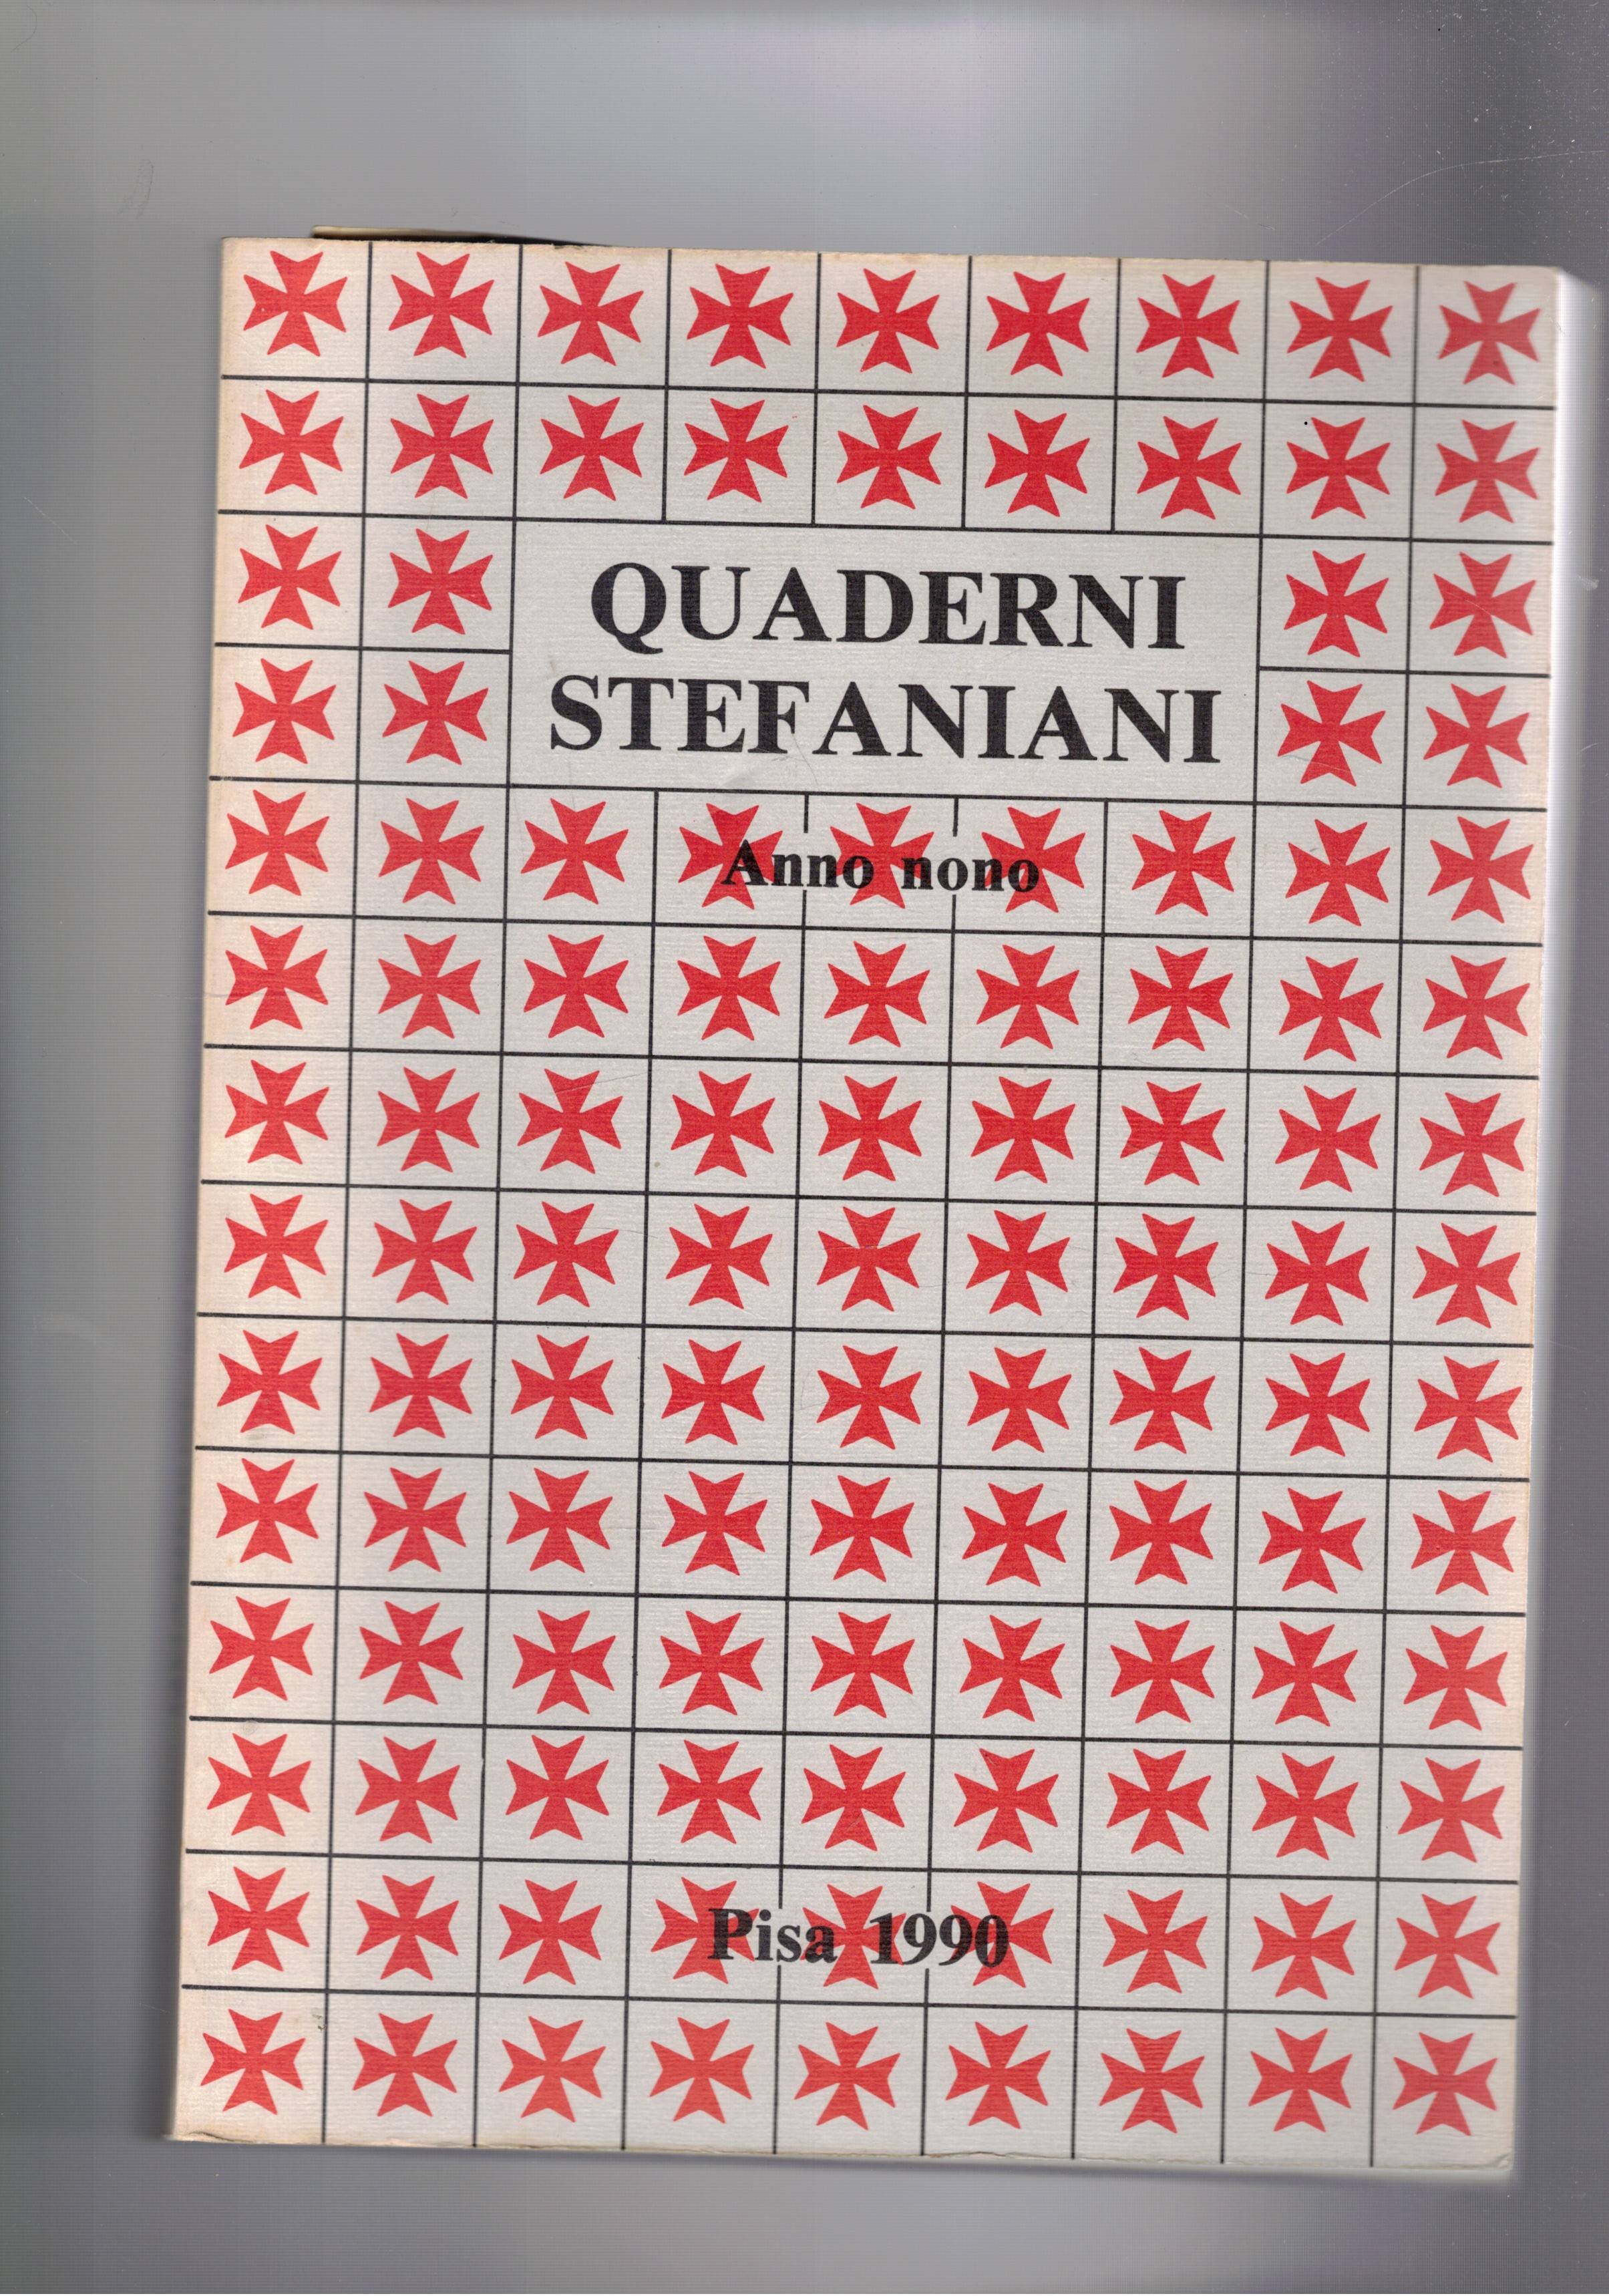 QUADERNI
STEFANIANI
Anno nono
Pisa 1990